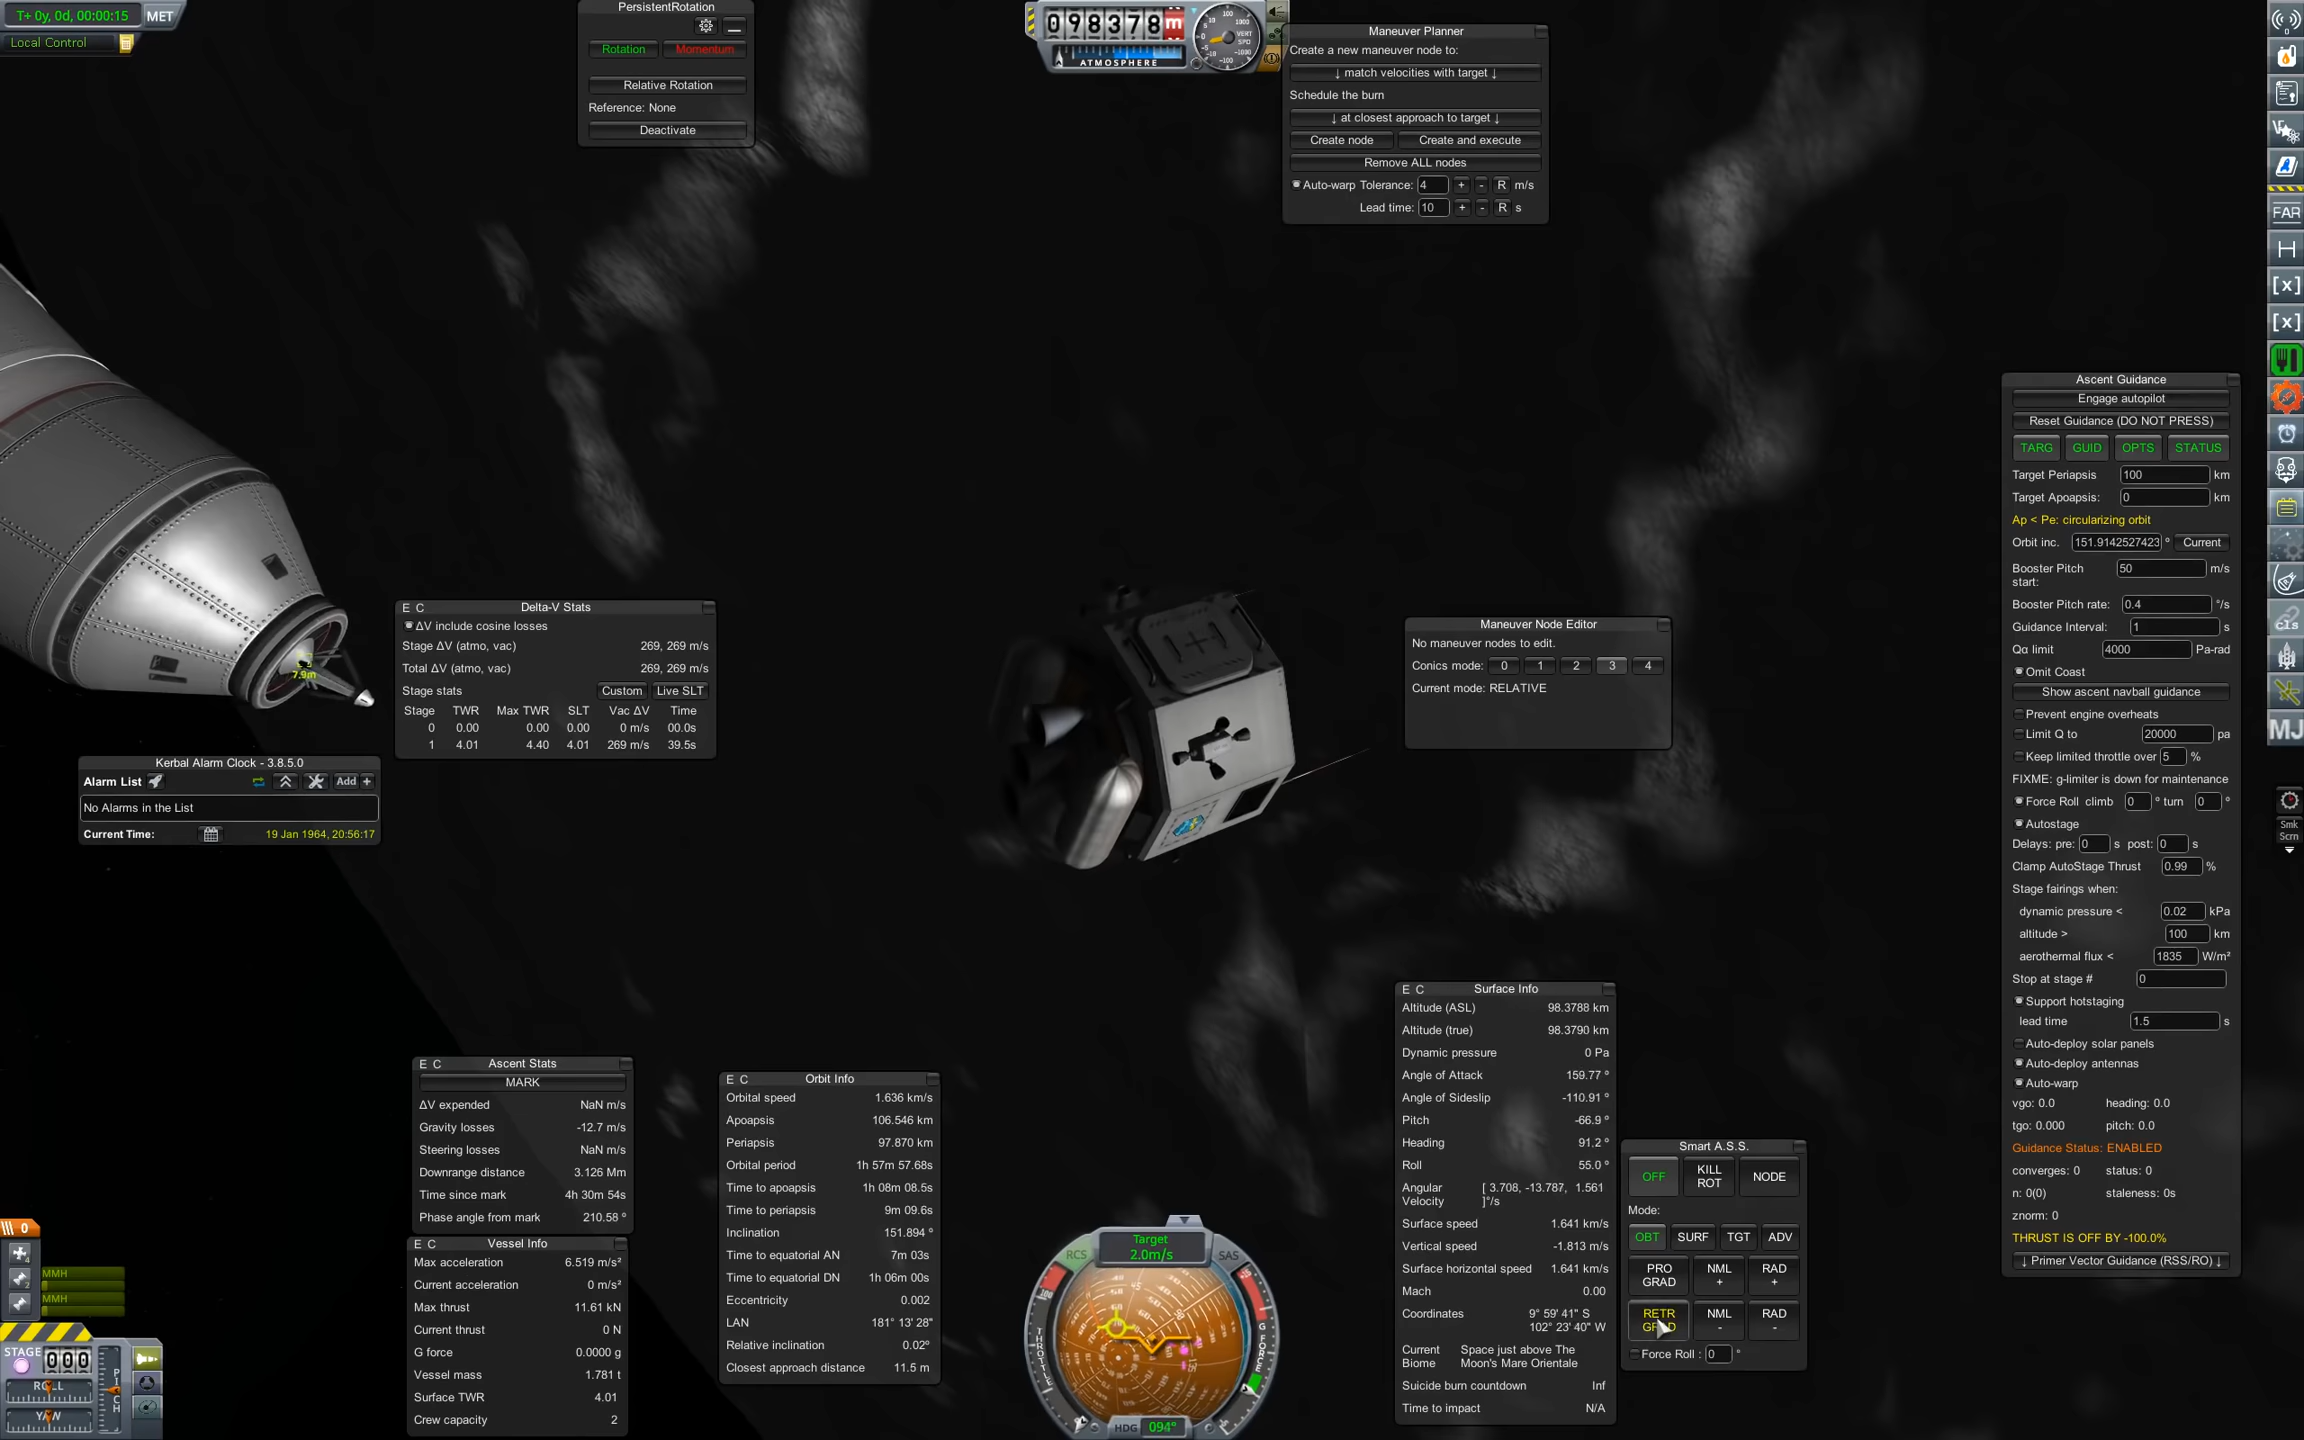 T+ 0y, 0d, 00:00:15 MET
Local Control
PersistentRotation
Rotation Momentum
Relative Rotation
Reference: None
Deactivate
098378m
ATMOSPHERE
VERT SPD
Maneuver Planner
Create a new maneuver node to:
↓ match velocities with target ↓
Schedule the burn
↓ at closest approach to target ↓
Create node Create and execute
Remove ALL nodes
Auto-warp Tolerance: 4 + - R m/s
Lead time: 10 + - R s
FAR
H
[x]
[x]
cls
MJ
Smk
Scrn
7.9m
E C Delta-V Stats
ΔV include cosine losses
Stage ΔV (atmo, vac) 269, 269 m/s
Total ΔV (atmo, vac) 269, 269 m/s
Stage stats Custom Live SLT
Stage TWR Max TWR SLT Vac ΔV Time
0 0.00 0.00 0.00 0 m/s 00.0s
1 4.01 4.40 4.01 269 m/s 39.5s
Kerbal Alarm Clock - 3.8.5.0
Alarm List Add +
No Alarms in the List
Current Time: 19 Jan 1964, 20:56:17
Maneuver Node Editor
No maneuver nodes to edit.
Conics mode: 0 1 2 3 4
Current mode: RELATIVE
Ascent Guidance
Engage autopilot
Reset Guidance (DO NOT PRESS)
TARG GUID OPTS STATUS
Target Periapsis 100 km
Target Apoapsis: 0 km
Ap < Pe: circularizing orbit
Orbit inc. 151.9142527423 º Current
Booster Pitch start: 50 m/s
Booster Pitch rate: 0.4 °/s
Guidance Interval: 1 s
Qα limit 4000 Pa-rad
Omit Coast
Show ascent navball guidance
Prevent engine overheats
Limit Q to 20000 pa
Keep limited throttle over 5 %
FIXME: g-limiter is down for maintenance
Force Roll climb 0 º turn 0 º
Autostage
Delays: pre: 0 s post: 0 s
Clamp AutoStage Thrust 0.99 %
Stage fairings when:
dynamic pressure < 0.02 kPa
altitude > 100 km
aerothermal flux < 1835 W/m²
Stop at stage # 0
Support hotstaging
lead time 1.5 s
Auto-deploy solar panels
Auto-deploy antennas
Auto-warp
vgo: 0.0 heading: 0.0
tgo: 0.000 pitch: 0.0
Guidance Status: ENABLED
converges: 0 status: 0
n: 0(0) staleness: 0s
znorm: 0
THRUST IS OFF BY -100.0%
↓ Primer Vector Guidance (RSS/RO) ↓
E C Ascent Stats
MARK
ΔV expended NaN m/s
Gravity losses -12.7 m/s
Steering losses NaN m/s
Downrange distance 3.126 Mm
Time since mark 4h 30m 54s
Phase angle from mark 210.58 º
E C Vessel Info
Max acceleration 6.519 m/s²
Current acceleration 0 m/s²
Max thrust 11.61 kN
Current thrust 0 N
G force 0.0000 g
Vessel mass 1.781 t
Surface TWR 4.01
Crew capacity 2
E C Orbit Info
Orbital speed 1.636 km/s
Apoapsis 106.546 km
Periapsis 97.870 km
Orbital period 1h 57m 57.68s
Time to apoapsis 1h 08m 08.5s
Time to periapsis 9m 09.6s
Inclination 151.894 º
Time to equatorial AN 7m 03s
Time to equatorial DN 1h 06m 00s
Eccentricity 0.002
LAN 181° 13' 28"
Relative inclination 0.02º
Closest approach distance 11.5 m
E C Surface Info
Altitude (ASL) 98.3788 km
Altitude (true) 98.3790 km
Dynamic pressure 0 Pa
Angle of Attack 159.77 º
Angle of Sideslip -110.91 º
Pitch -66.9 º
Heading 91.2 º
Roll 55.0 º
Angular Velocity [ 3.708, -13.787, 1.561 ]°/s
Surface speed 1.641 km/s
Vertical speed -1.813 m/s
Surface horizontal speed 1.641 km/s
Mach 0.00
Coordinates 9° 59' 41" S
102° 23' 40" W
Current Biome Space just above The Moon's Mare Orientale
Suicide burn countdown Inf
Time to impact N/A
Smart A.S.S.
OFF KILL ROT NODE
Mode:
OBT SURF TGT ADV
PRO GRAD NML + RAD +
RETR GRAD NML - RAD -
Force Roll : 0 °
0
MMH
MMH
STAGE 000
ROLL
YAW
PITCH
Target
2.0m/s
RCS SAS
THROTTLE
G FORCE
HDG 094°